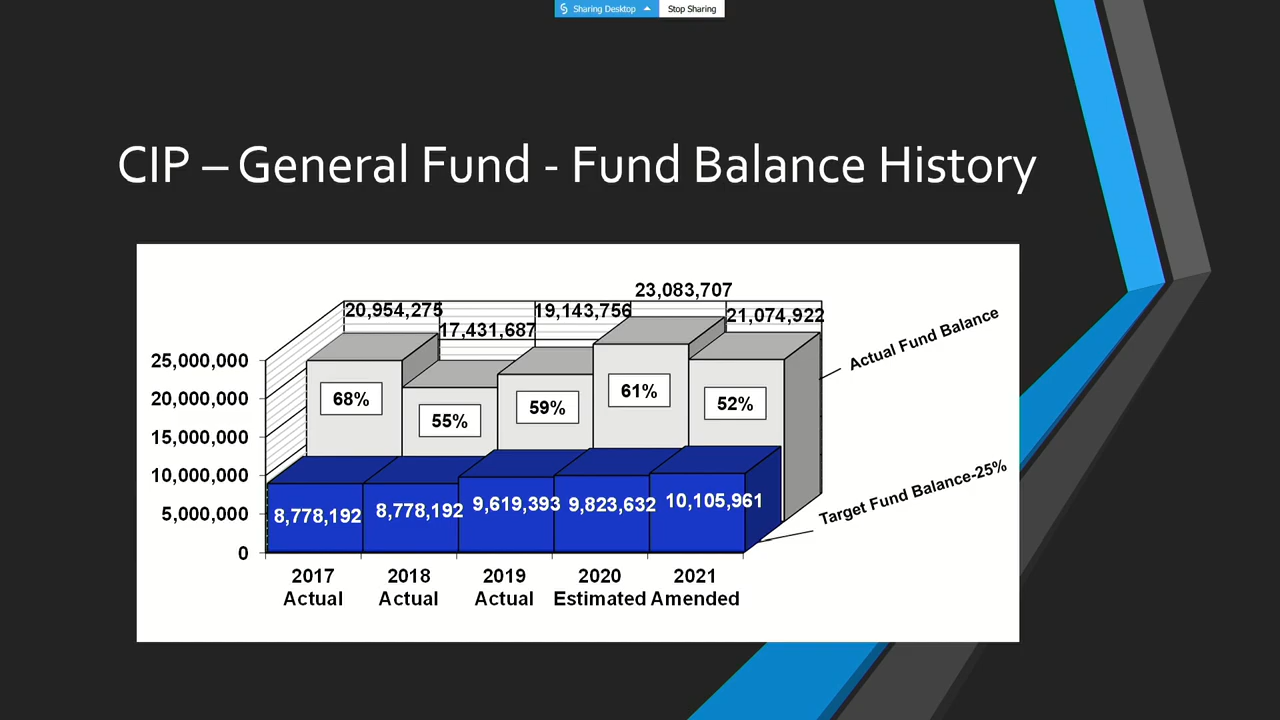 Sharing Desktop Stop Sharing
CIP – General Fund - Fund Balance History
23,083,707
20,954,275 19,143,756 21,074,922
17,431,687
Actual Fund Balance
25,000,000
20,000,000
15,000,000
10,000,000
5,000,000
0
68% 55% 59% 61% 52%
8,778,192 8,778,192 9,619,393 9,823,632 10,105,961
Target Fund Balance-25%
2017 2018 2019 2020 2021
Actual Actual Actual Estimated Amended